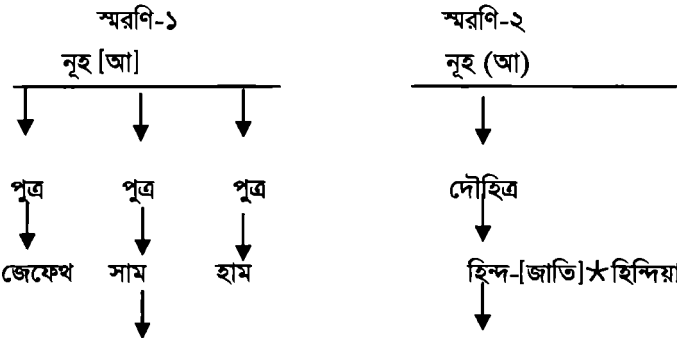 স্মরণি-১ স্মরণি-২
নূহ [আ] নূহ (আ)
পুত্র পুত্র পুত্র দৌহিত্র
জেফেথ সাম হাম হিন্দ-[জাতি]★হিন্দিয়া